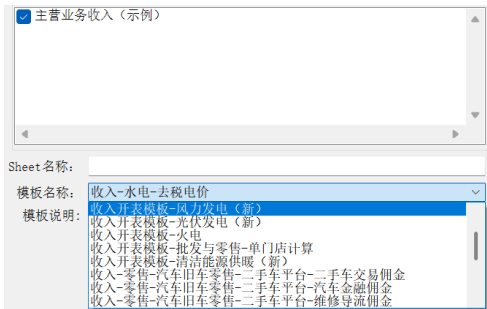 主营业务收入（示例）
Sheet名称:
模板名称: 收入-水电-去税电价
模板说明: 收入开表模板-风力发电（新）
收入开表模板-光伏发电（新）
收入开表模板-火电
收入开表模板-批发与零售-单门店计算
收入开表模板-清洁能源供暖（新）
收入-零售-汽车旧车零售-二手车平台-二手车交易佣金
收入-零售-汽车旧车零售-二手车平台-汽车金融佣金
收入-零售-汽车旧车零售-二手车平台-维修导流佣金